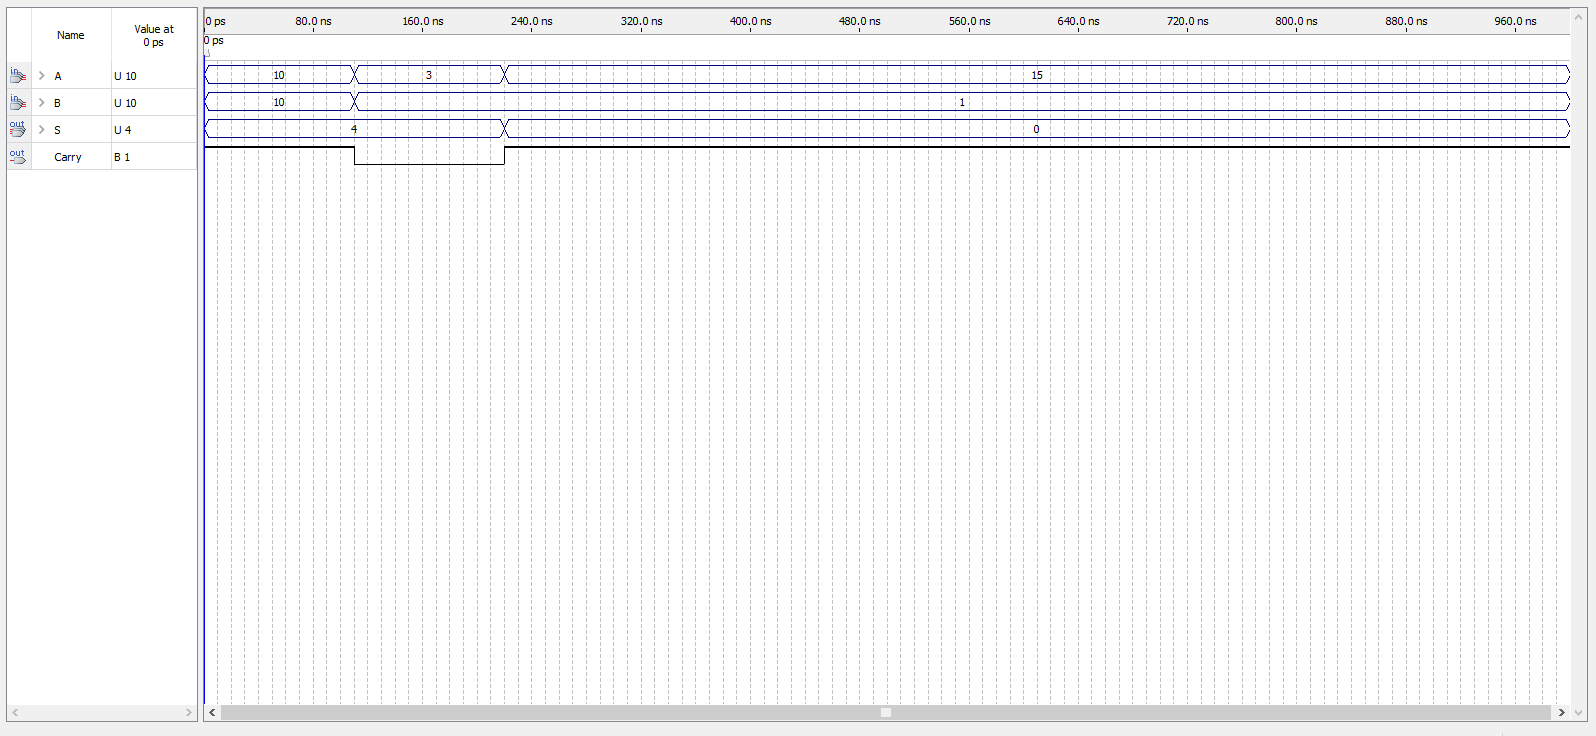 Name
Value at
0 ps
0 ps 80.0 ns 160.0 ns 240.0 ns 320.0 ns 400.0 ns 480.0 ns 560.0 ns 640.0 ns 720.0 ns 800.0 ns 880.0 ns 960.0 ns
0 ps
in A U 10 10 3 15
in B U 10 10 1
out S U 4 4 0
out Carry B 1